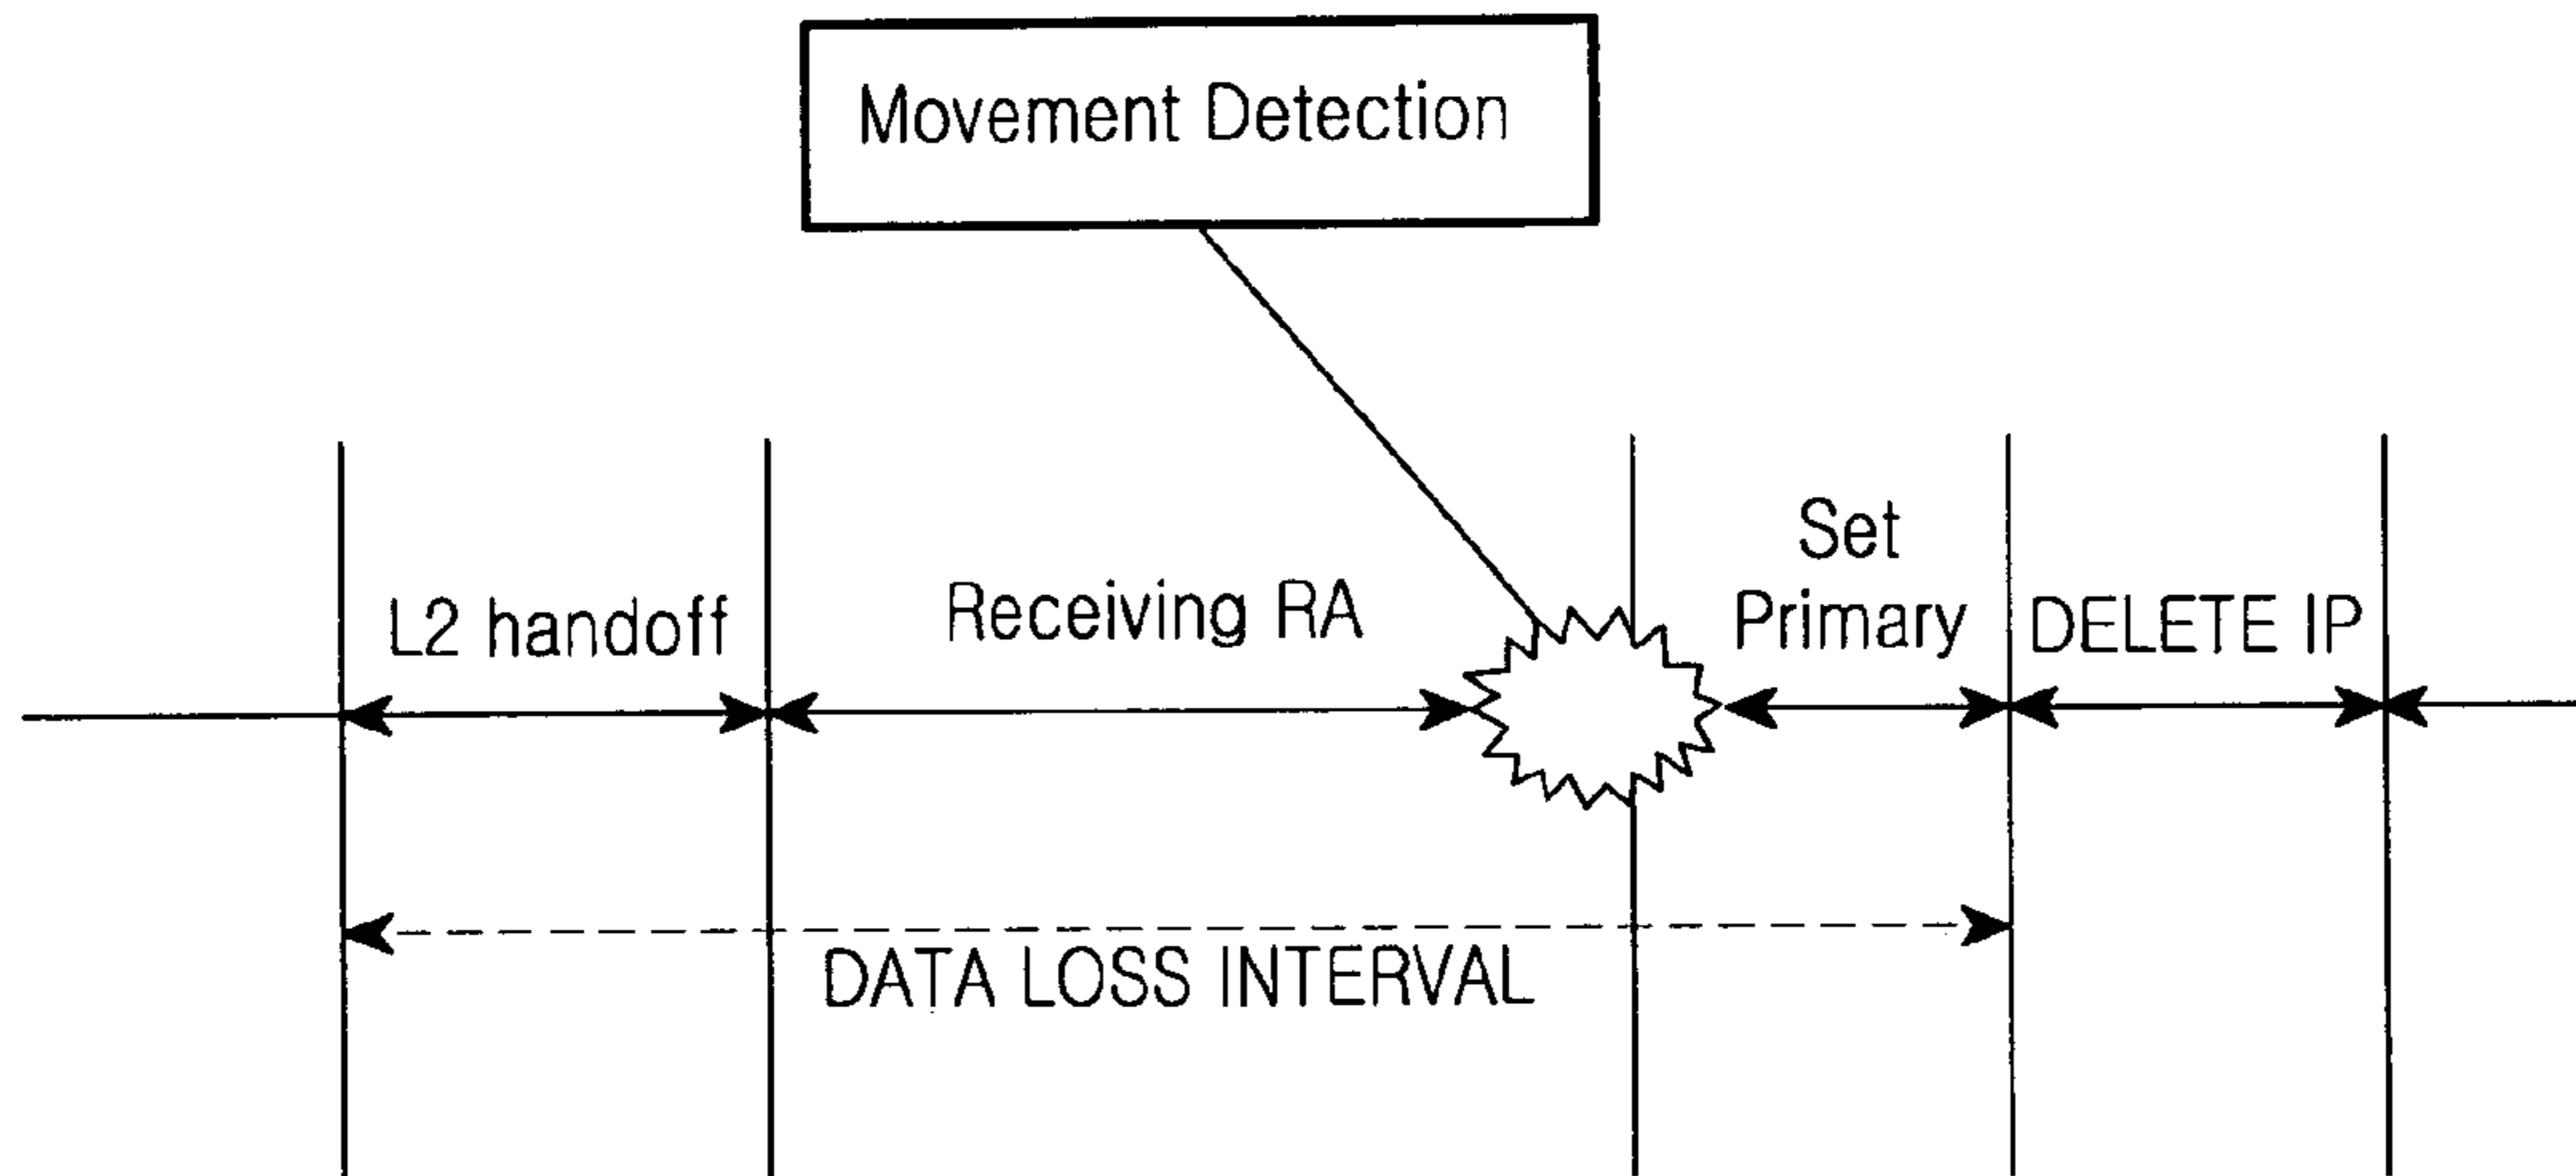 Movement Detection
L2 handoff
Receiving RA
Set
Primary
DELETE IP
DATA LOSS INTERVAL